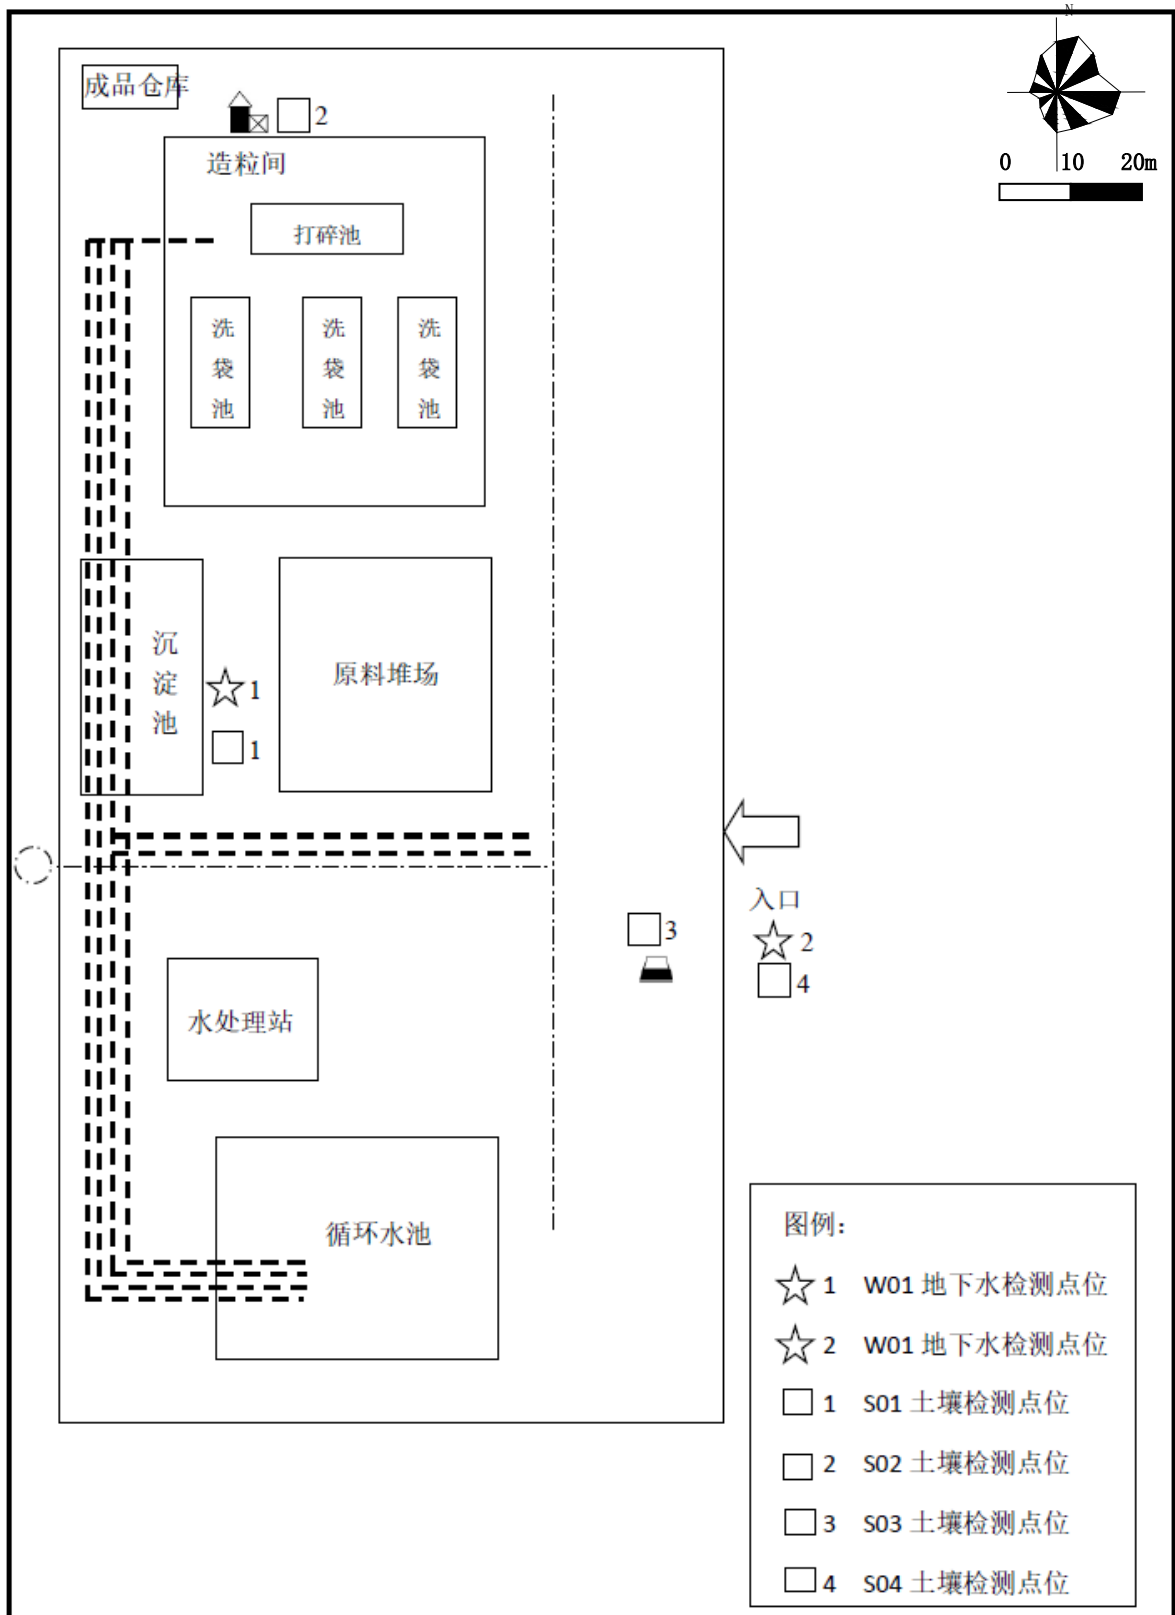 N
0 10 20m
成品仓库
2
造粒间
打碎池
洗袋池
洗袋池
洗袋池
沉淀池
1
1
原料堆场
入口
3
2
4
水处理站
循环水池
图例：
1 W01 地下水检测点位
2 W01 地下水检测点位
1 S01 土壤检测点位
2 S02 土壤检测点位
3 S03 土壤检测点位
4 S04 土壤检测点位